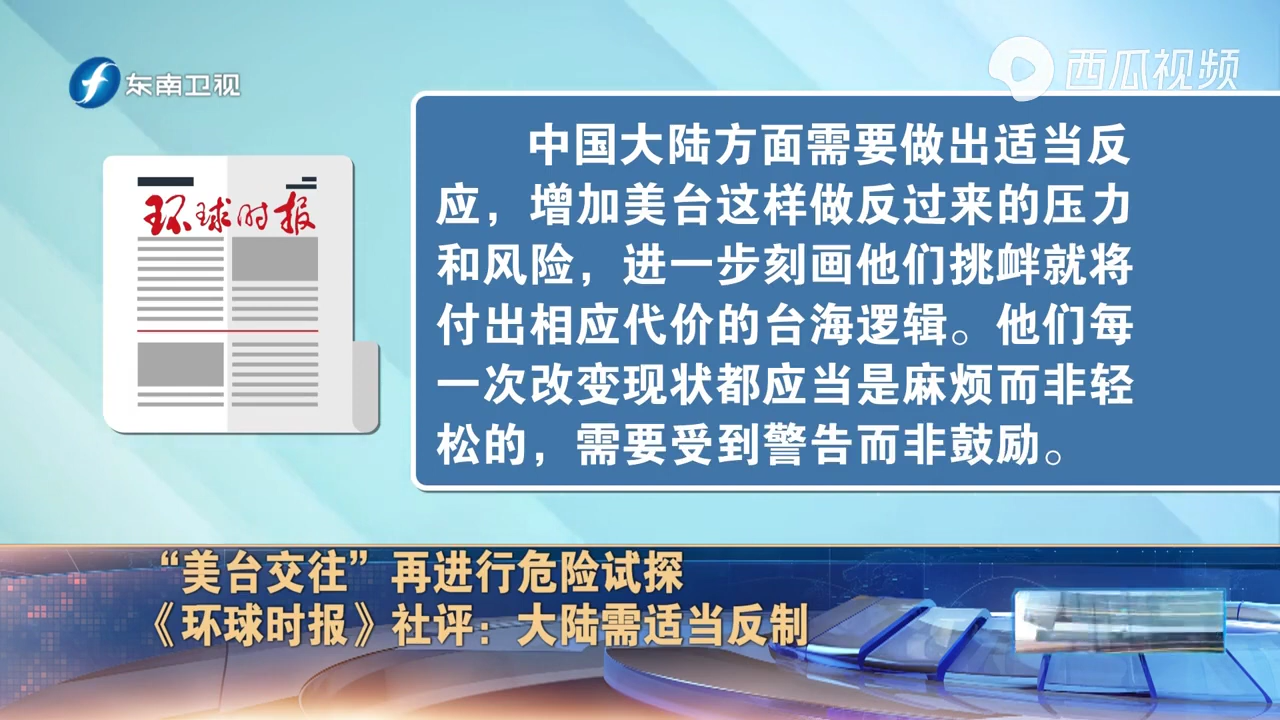 东南卫视
西瓜视频
环球时报
中国大陆方面需要做出适当反
应，增加美台这样做反过来的压力
和风险，进一步刻画他们挑衅就将
付出相应代价的台海逻辑。他们每
一次改变现状都应当是麻烦而非轻
松的，需要受到警告而非鼓励。
“美台交往”再进行危险试探
《环球时报》社评：大陆需适当反制